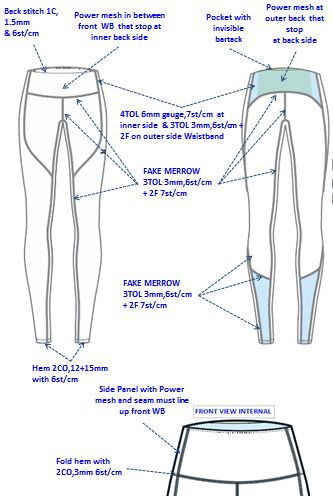 Back stitch 1C,
1.5mm
& 6st/cm
Power mesh in between
front WB that stop at
inner back side
Pocket with
invisible
bartack
Power mesh at
outer back that
stop
at back side
4TOL 6mm gauge,7st/cm at
inner side & 3TOL 3mm,6st/cm +
2F on outer side Waistband
FAKE MERROW
3TOL 3mm,6st/cm
+ 2F 7st/cm
FAKE MERROW
3TOL 3mm,6st/cm
+ 2F 7st/cm
Hem 2CO,12+15mm
with 6st/cm
Side Panel with Power
mesh and seam must line
up front WB
FRONT VIEW INTERNAL
Fold hem with
2CO,3mm 6st/cm